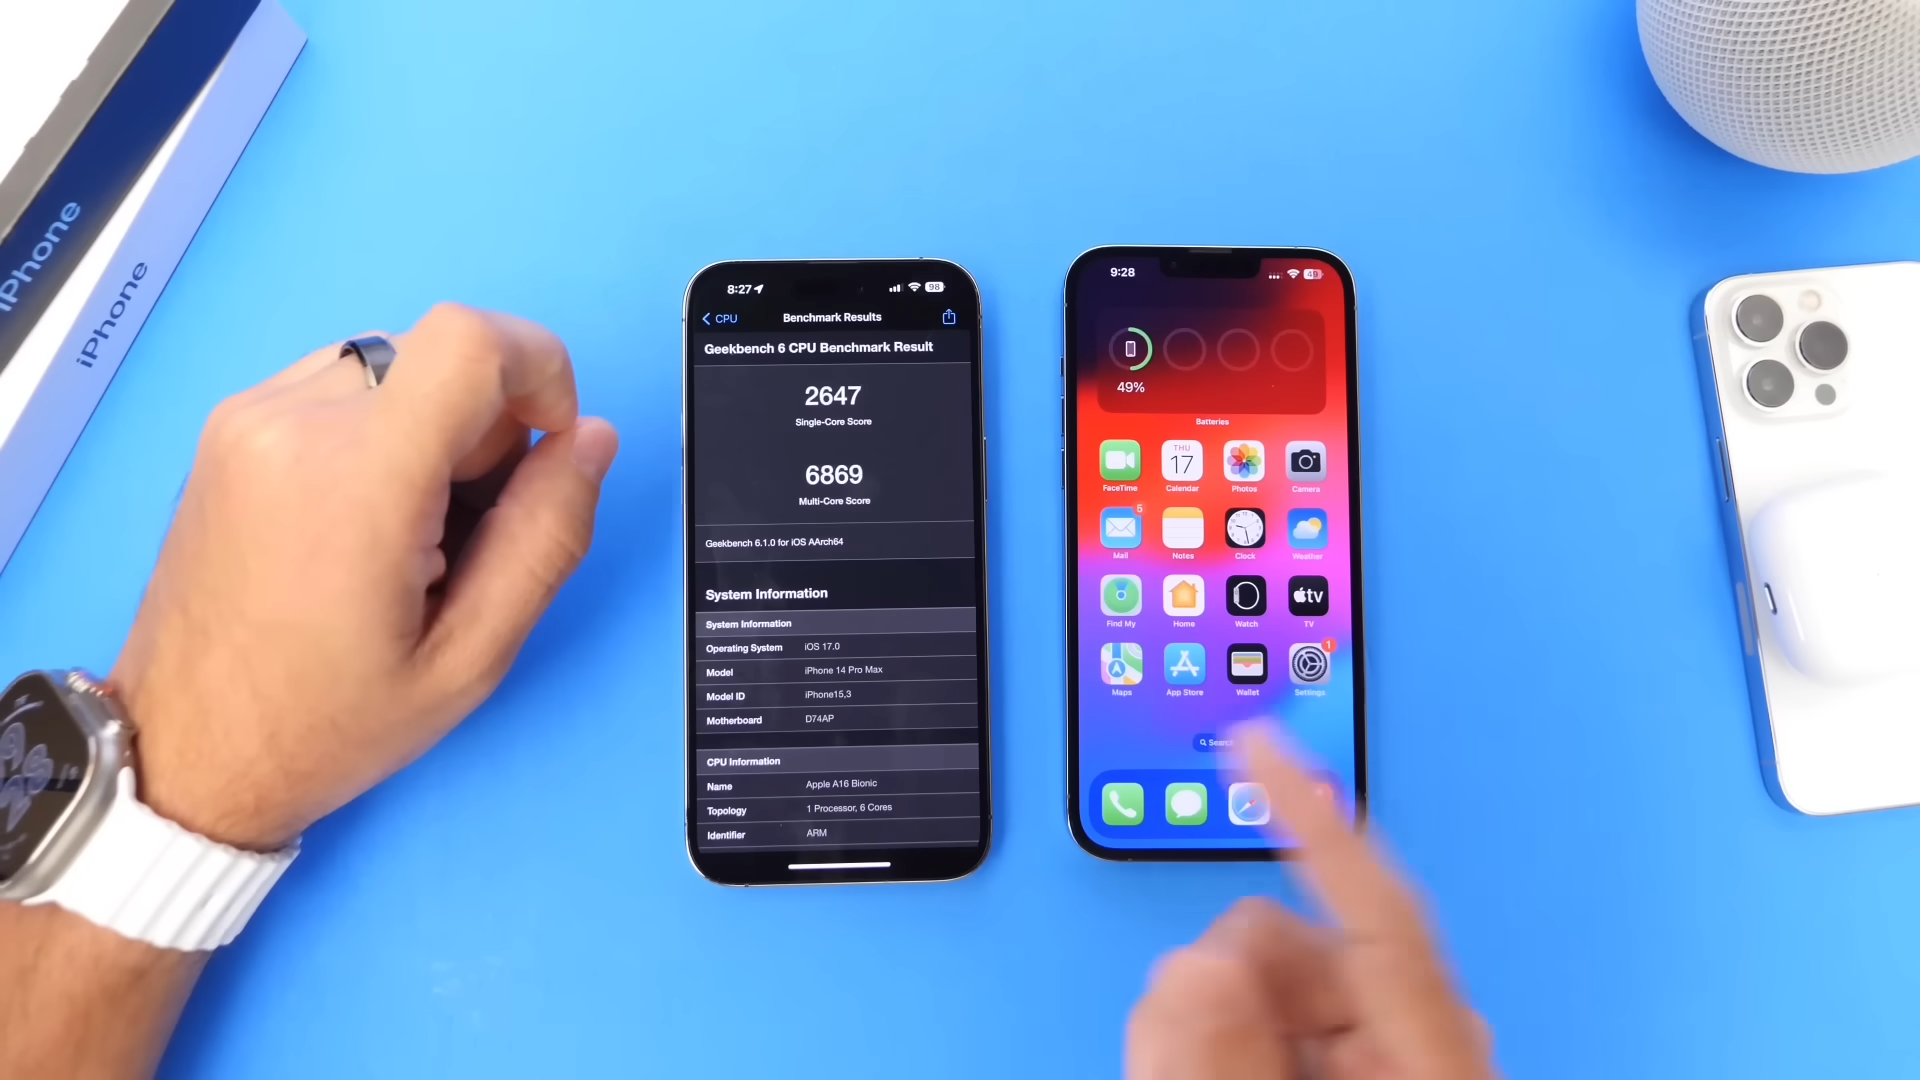 iPhone
iPhone
8:27
98
CPU
Benchmark Results
Geekbench 6 CPU Benchmark Result
2647
Single-Core Score
6869
Multi-Core Score
Geekbench 6.1.0 for iOS AArch64
System Information
System Information
Operating System iOS 17.0
Model iPhone 14 Pro Max
Model ID iPhone15,3
Motherboard D74AP
CPU Information
Name Apple A16 Bionic
Topology 1 Processor, 6 Cores
Identifier ARM
9:28
49
49%
Batteries
THU
17
FaceTime Calendar Photos Camera
5
Mail Notes Clock Weather
tv
Find My Home Watch TV
1
Maps App Store Wallet Settings
Search